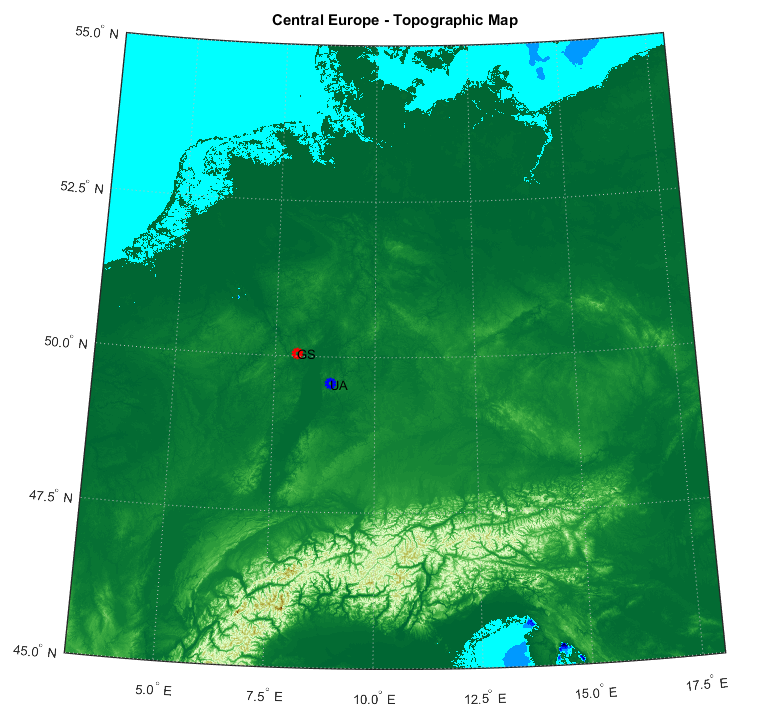 Central Europe - Topographic Map
55.0° N
52.5° N
50.0° N
GS
UA
47.5° N
45.0° N
5.0° E
7.5° E
10.0° E
12.5° E
15.0° E
17.5° E